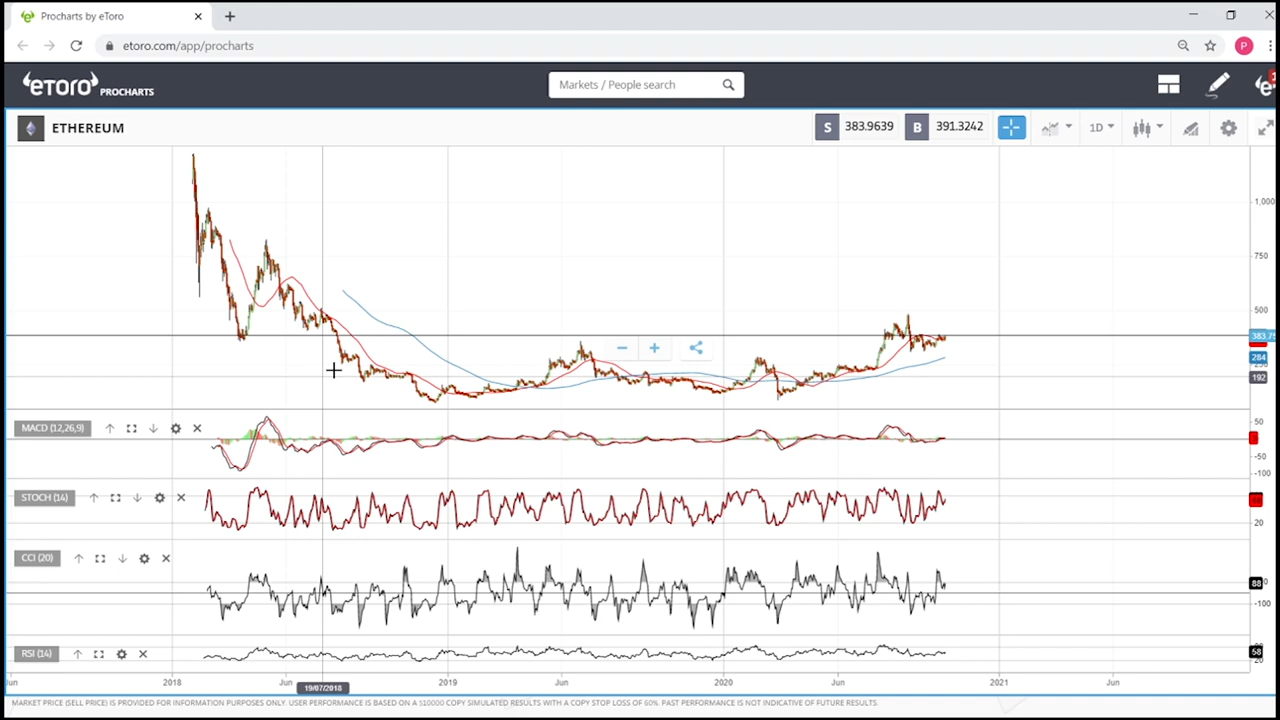 Procharts by eToro
etoro.com/app/procharts
P
eToro PROCHARTS
Markets / People search
ETHEREUM
S 383.9639 B 391.3242 1D
1,000
750
500
383.75
284
192
MACD (12,26,9)
50
-50
-100
STOCH (14)
20
CCI (20)
88
-100
RSI (14)
58
20
2018 Jun 2019 Jun 2020 Jun 2021 Jun
19/07/2018
MARKET PRICE (SELL PRICE) IS PROVIDED FOR INFORMATION PURPOSES ONLY. USER PERFORMANCE IS BASED ON A $10000 COPY SIMULATED RESULTS WITH A COPY STOP LOSS OF 60%. PAST PERFORMANCE IS NOT INDICATIVE OF FUTURE RESULTS.